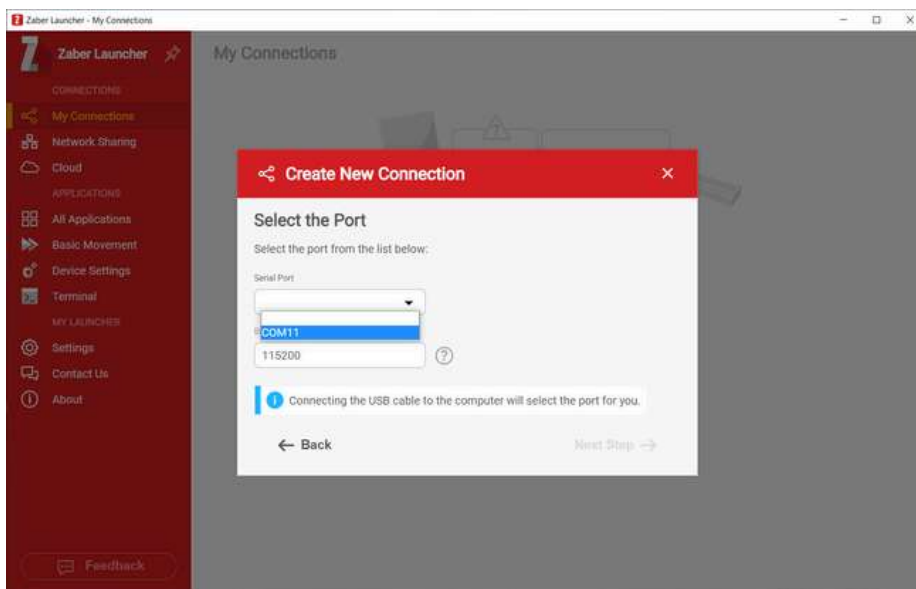 Zaber Launcher - My Connections
Zaber Launcher
My Connections
CONNECTIONS
My Connections
Network Sharing
Cloud
APPLICATIONS
All Applications
Basic Movement
Device Settings
Terminal
MY LAUNCHER
Settings
Contact Us
About
Feedback
Create New Connection
Select the Port
Select the port from the list below:
Serial Port
COM11
115200
Connecting the USB cable to the computer will select the port for you.
Back
Next Step